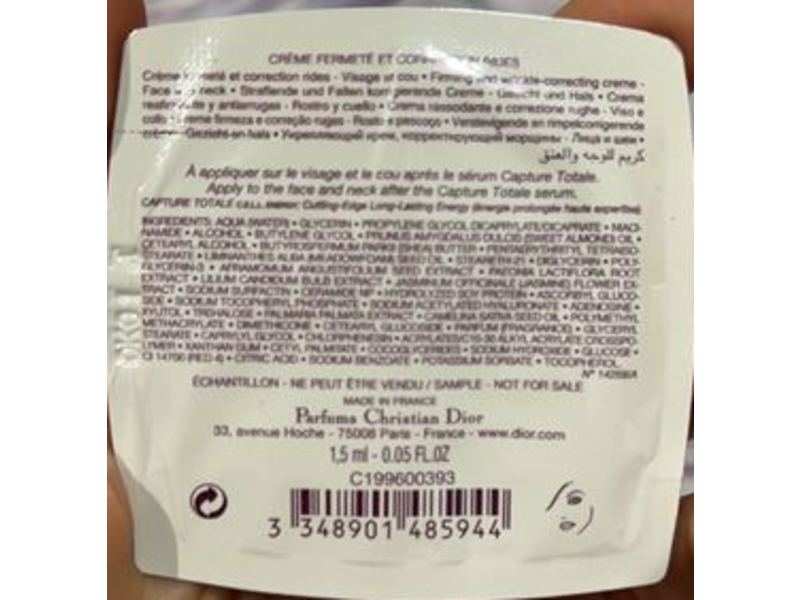 CRÈME FERMETÉ ET CORRECTION RIDES
Crème fermeté et correction rides - Visage et cou • Firming and wrinkle-correcting creme -
Face and neck • Straffende und Falten korrigierende Creme - Gesicht und Hals • Crema
reafirmante y antiarrugas - Rostro y cuello • Crema rassodante e correzione rughe - Viso e
collo • Creme firmeza e correção rugas - Rosto e pescoço • Verstevigende en rimpelcorrigerende
crème - Gezicht en hals • Укрепляющий крем, корректирующий морщины - Лица и шеи •
كريم للوجه والعنق
À appliquer sur le visage et le cou après le sérum Capture Totale.
Apply to the face and neck after the Capture Totale serum.
CAPTURE TOTALE C.E.L.L. ENERGY: Cutting-Edge Long-Lasting Energy (énergie prolongée haute expertise)
INGREDIENTS: AQUA (WATER) • GLYCERIN • PROPYLENE GLYCOL DICAPRYLATE/DICAPRATE • NIACI-
NAMIDE • ALCOHOL • BUTYLENE GLYCOL • PRUNUS AMYGDALUS DULCIS (SWEET ALMOND) OIL •
CETEARYL ALCOHOL • BUTYROSPERMUM PARKII (SHEA) BUTTER • PENTAERYTHRITYL TETRAISO-
STEARATE • LIMNANTHES ALBA (MEADOWFOAM) SEED OIL • STEARETH-21 • DIGLYCERIN • POLY-
GLYCERIN-3 • AFRAMOMUM ANGUSTIFOLIUM SEED EXTRACT • PAEONIA LACTIFLORA ROOT
EXTRACT • LILIUM CANDIDUM BULB EXTRACT • JASMINUM OFFICINALE (JASMINE) FLOWER EX-
TRACT • SODIUM SURFACTIN • CERAMIDE NP • HYDROLYZED SOY PROTEIN • ASCORBYL GLUCO-
SIDE • SODIUM TOCOPHERYL PHOSPHATE • SODIUM ACETYLATED HYALURONATE • ADENOSINE •
XYLITOL • TREHALOSE • PALMARIA PALMATA EXTRACT • CAMELINA SATIVA SEED OIL • POLYMETHYL
METHACRYLATE • DIMETHICONE • CETEARYL GLUCOSIDE • PARFUM (FRAGRANCE) • GLYCERYL
STEARATE • CAPRYLYL GLYCOL • CHLORPHENESIN • ACRYLATES/C10-30 ALKYL ACRYLATE CROSSPO-
LYMER • XANTHAN GUM • CETYL PALMITATE • COCOGLYCERIDES • SODIUM HYDROXIDE • GLUCOSE •
CI 14700 (RED 4) • CITRIC ACID • SODIUM BENZOATE • POTASSIUM SORBATE • TOCOPHEROL.
ÉCHANTILLON - NE PEUT ÊTRE VENDU / SAMPLE - NOT FOR SALE
MADE IN FRANCE
Parfums Christian Dior
33, avenue Hoche - 75008 Paris - France - www.dior.com
1,5 ml - 0.05 FL.OZ
C199600393
3 348901 485944